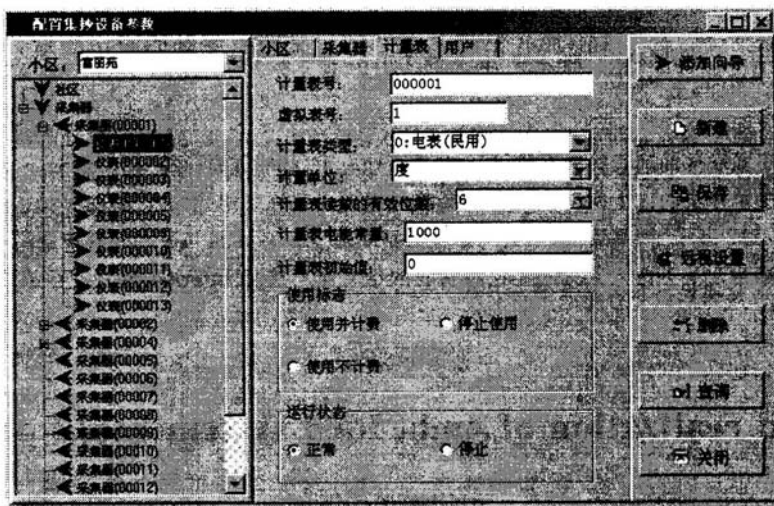 配置集抄设备参数
小区: 富丽苑
社区
采集器
采集器(00001)
仪表(000002)
仪表(000003)
仪表(000004)
仪表(000005)
仪表(000009)
仪表(000010)
仪表(000011)
仪表(000012)
仪表(000013)
采集器(00002)
采集器(00004)
采集器(00005)
采集器(00006)
采集器(00007)
采集器(00008)
采集器(00009)
采集器(00010)
采集器(00011)
采集器(00012)
小区 采集器 计量表 用户
计量表号: 000001
虚拟表号: 1
计量表类型: 0:电表(民用)
计量单位: 度
计量表读数的有效位数: 6
计量表电能常量: 1000
计量表初始值: 0
使用标志
使用并计费 停止使用
使用不计费
运行状态
正常 停止
添加向导
新建
保存
远程设置
删除
查询
关闭